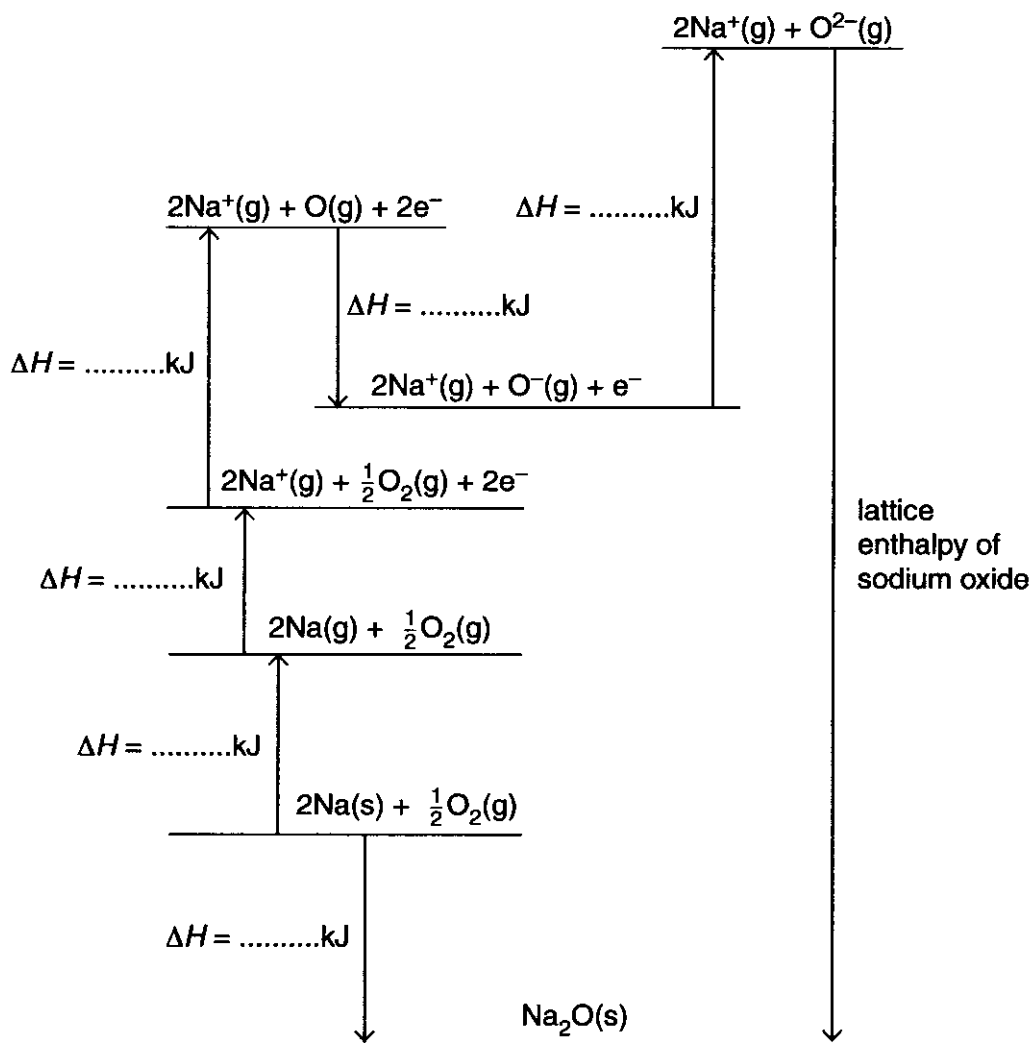 2Na⁺(g) + O²⁻(g)
2Na⁺(g) + O(g) + 2e⁻
ΔH = ..........kJ
ΔH = ..........kJ
ΔH = ..........kJ
2Na⁺(g) + O⁻(g) + e⁻
2Na⁺(g) + ½O₂(g) + 2e⁻
lattice
enthalpy of
sodium oxide
ΔH = ..........kJ
2Na(g) + ½O₂(g)
ΔH = ..........kJ
2Na(s) + ½O₂(g)
ΔH = ..........kJ
Na₂O(s)